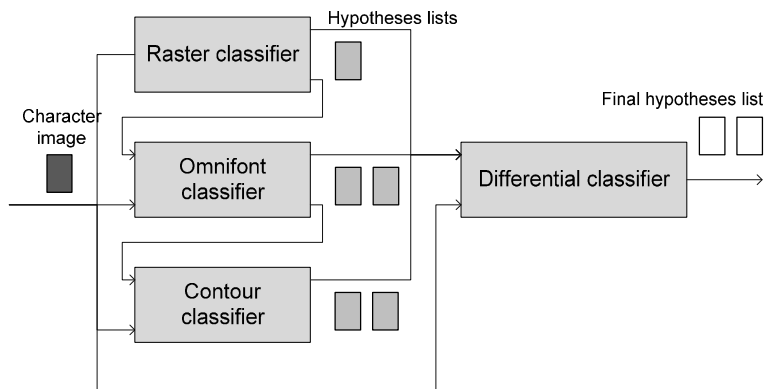 Hypotheses lists
Raster classifier
Character
image
Final hypotheses list
Omnifont
classifier
Differential classifier
Contour
classifier